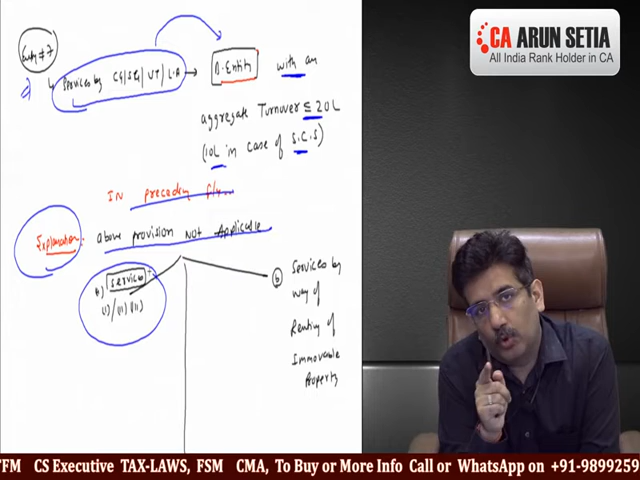 Entry # 7
CA ARUN SETIA
All India Rank Holder in CA
Services by CG/SG/UT/L.A → B.Entity with an
aggregate Turnover ≤ 20L
(10L in case of S.C.S)
IN preceding f/y.
Explanation: above provision Not Applicable
a) Services
(i)/(ii)/(iii)
(b) Services by
way of
Renting of
Immovable
Property
FFM CS Executive TAX-LAWS, FSM CMA, To Buy or More Info Call or WhatsApp on +91-9899259